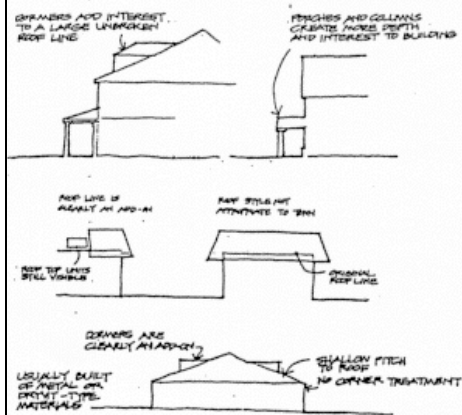 DORMERS ADD INTEREST
TO A LARGE UNBROKEN
ROOF LINE
PORCHES AND COLUMNS
CREATE MORE DEPTH
AND INTEREST TO BUILDING
ROOF LINE IS
CLEARLY AN ADD-ON
ROOF STYLE NOT
APPROPRIATE TO
ROOF TOP UNITS
STILL VISIBLE
ORIGINAL
ROOF LINE
DORMERS ARE
CLEARLY AN ADD-ON
USUALLY BUILT
OF METAL OR
DRYVIT-TYPE
MATERIALS
SHALLOW PITCH
TO ROOF
NO CORNER TREATMENT